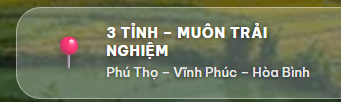 3 TỈNH – MUÔN TRẢI
NGHIỆM
Phú Thọ – Vĩnh Phúc – Hòa Bình